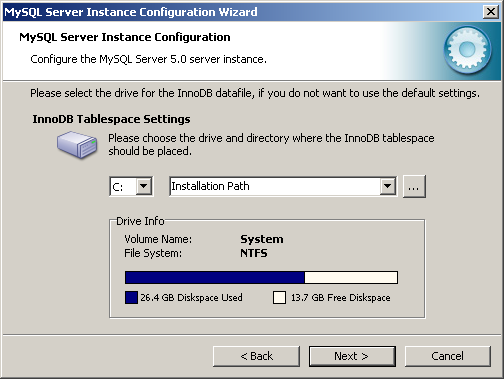 MySQL Server Instance Configuration Wizard
MySQL Server Instance Configuration
Configure the MySQL Server 5.0 server instance.
Please select the drive for the InnoDB datafile, if you do not want to use the default settings.
InnoDB Tablespace Settings
Please choose the drive and directory where the InnoDB tablespace
should be placed.
C: Installation Path ...
Drive Info
Volume Name: System
File System: NTFS
26.4 GB Diskspace Used 13.7 GB Free Diskspace
< Back Next > Cancel